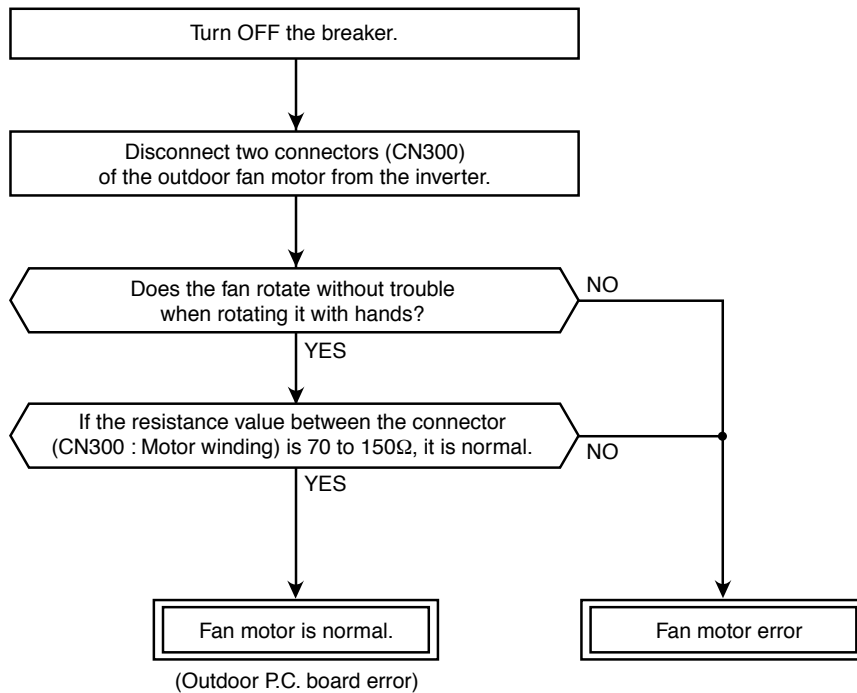 Turn OFF the breaker.
Disconnect two connectors (CN300)
of the outdoor fan motor from the inverter.
Does the fan rotate without trouble
when rotating it with hands?
NO
YES
If the resistance value between the connector
(CN300 : Motor winding) is 70 to 150Ω, it is normal.
NO
YES
Fan motor is normal.
Fan motor error
(Outdoor P.C. board error)